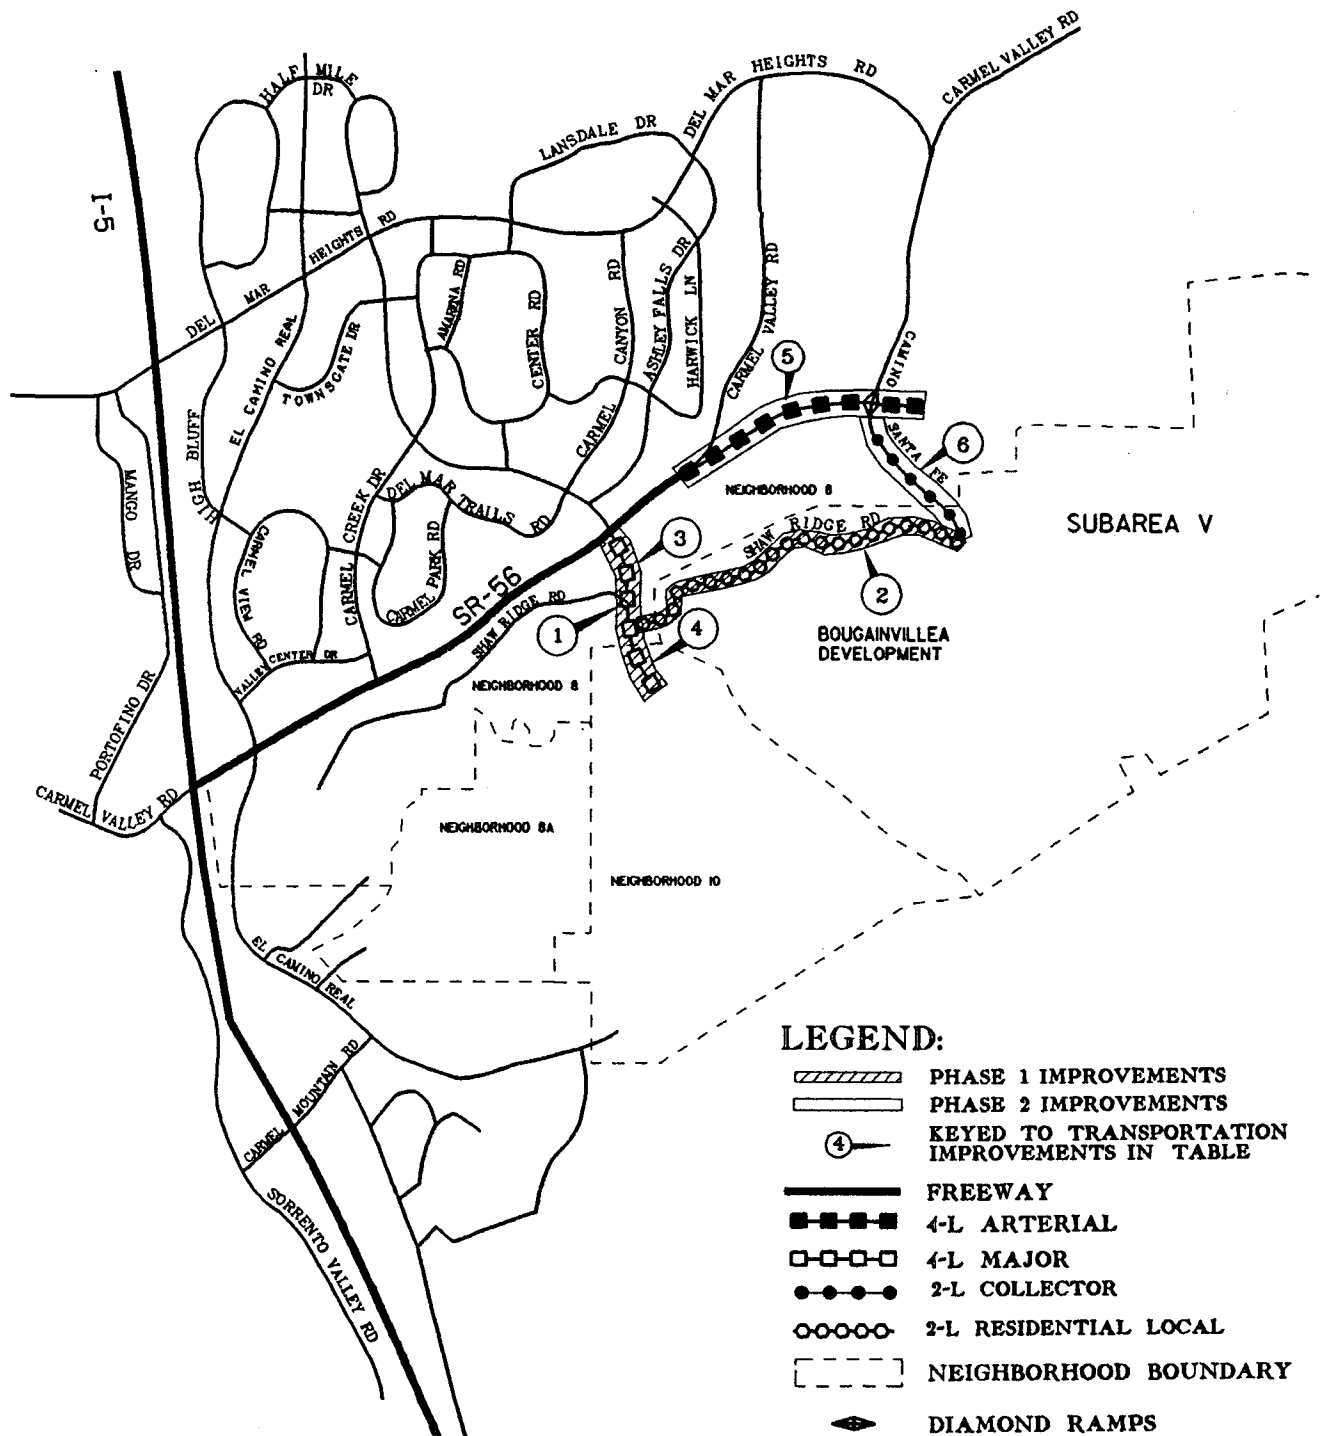 CARMEL VALLEY RD
HALF MILE
DR
DEL MAR HEIGHTS RD
LANSDALE DR
I-5
DEL MAR HEIGHTS RD
AMARENA RD
CENTER RD
CANYON RD
CARMEL
ASHLEY FALLS DR
HARWICK LN
CARMEL VALLEY RD
EL CAMINO REAL
TOWNSGATE DR
HIGH BLUFF
CAMINO
SANTA FE
5
6
MANGO DR
CARMEL CREEK DR
DEL MAR TRAILS RD
NEIGHBORHOOD 8
SUBAREA V
CARMEL VIEW RD
CARMEL PARK RD
SR-56
SHAW RIDGE RD
3
SHAW RIDGE RD
2
1
4
BOUGAINVILLEA
DEVELOPMENT
VALLEY CENTER DR
PORTOFINO DR
NEIGHBORHOOD 8
CARMEL VALLEY RD
NEIGHBORHOOD 8A
NEIGHBORHOOD 10
EL CAMINO REAL
CARMEL MOUNTAIN RD
SORRENTO VALLEY RD
LEGEND:
PHASE 1 IMPROVEMENTS
PHASE 2 IMPROVEMENTS
4
KEYED TO TRANSPORTATION
IMPROVEMENTS IN TABLE
FREEWAY
4-L ARTERIAL
4-L MAJOR
2-L COLLECTOR
2-L RESIDENTIAL LOCAL
NEIGHBORHOOD BOUNDARY
DIAMOND RAMPS